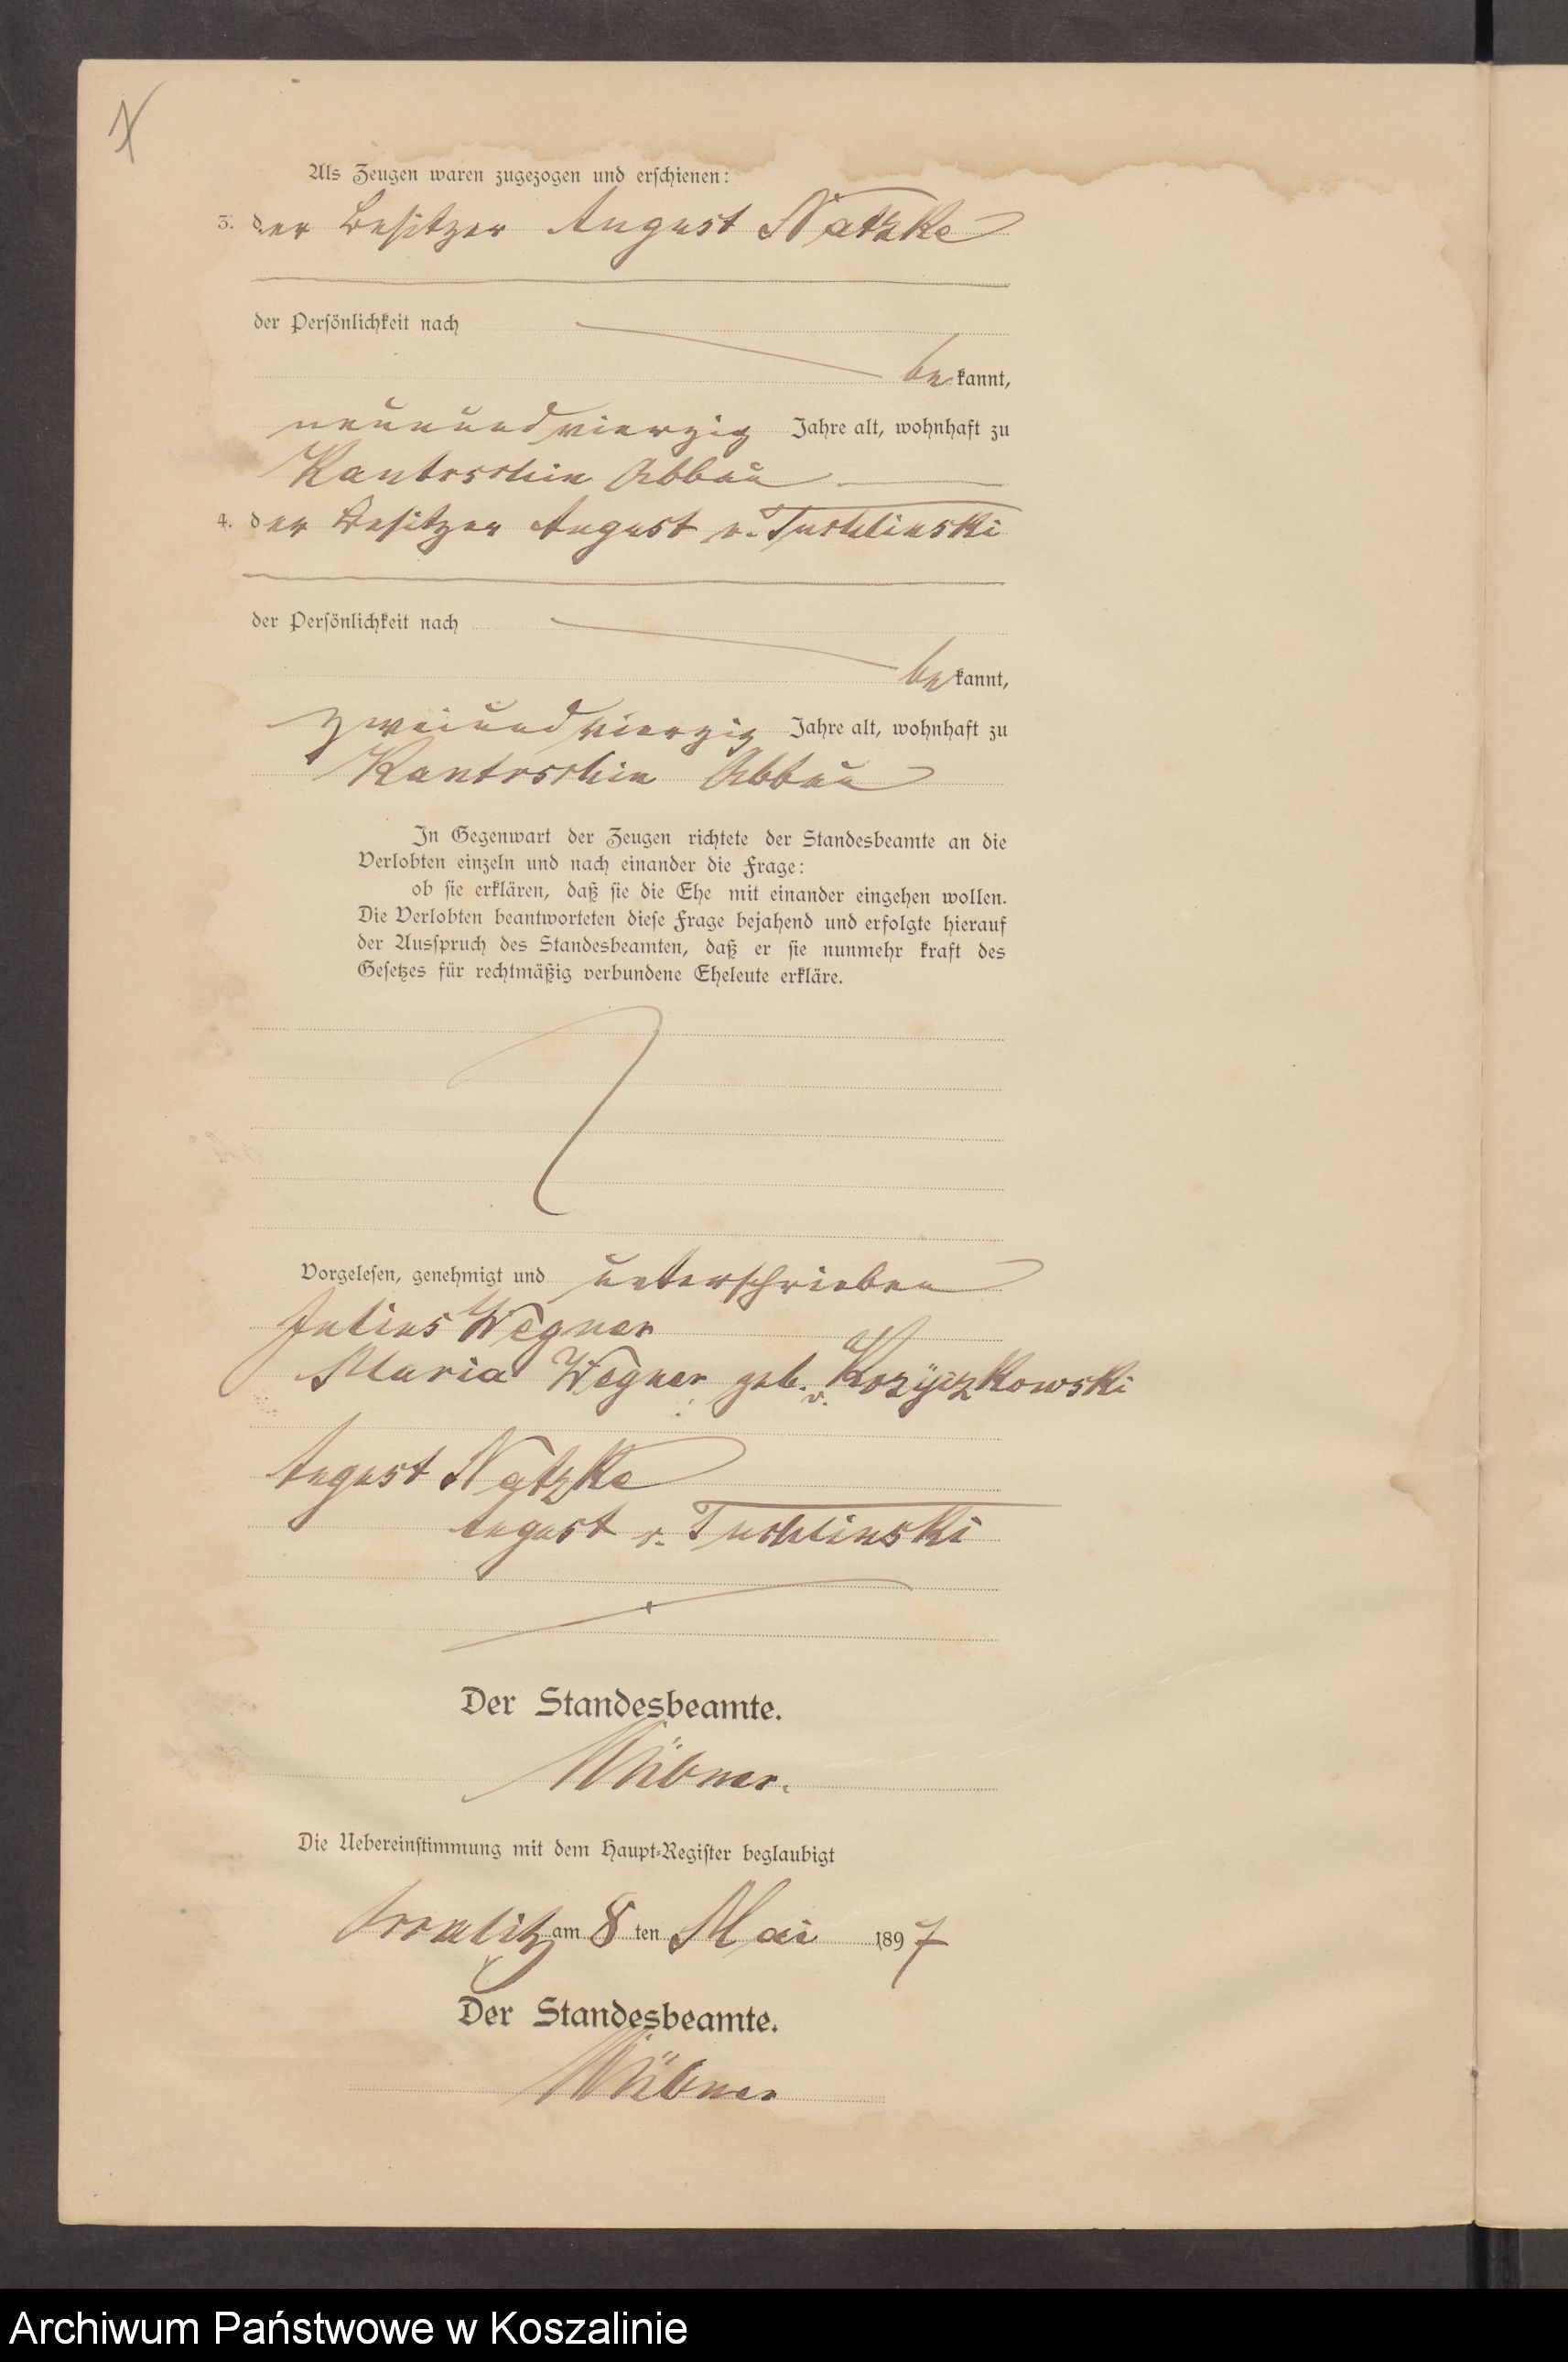 Als Zeugen waren zugezogen und erschienen:
3. der Besitzer August Natzke
der Persönlichkeit nach
bekannt,
neunundvierzig Jahre alt, wohnhaft zu
Kantrschin Abbau
4. der Besitzer August v. Tuchlinski
der Persönlichkeit nach
bekannt,
zweiundvierzig Jahre alt, wohnhaft zu
Kantrschin Abbau
In Gegenwart der Zeugen richtete der Standesbeamte an die
Verlobten einzeln und nach einander die Frage:
ob sie erklären, daß sie die Ehe mit einander eingehen wollen.
Die Verlobten beantworteten diese Frage bejahend und erfolgte hierauf
der Ausspruch des Standesbeamten, daß er sie nunmehr kraft des
Gesetzes für rechtmäßig verbundene Eheleute erkläre.
Vorgelesen, genehmigt und unterschrieben
Julius Wegner
Maria Wegner geb. v. Kozyczkowski
August Natzke
August v. Tuchlinski
Der Standesbeamte.
Die Uebereinstimmung mit dem Haupt-Register beglaubigt
am 8 ten Mai 1897
Der Standesbeamte.
Archiwum Państwowe w Koszalinie